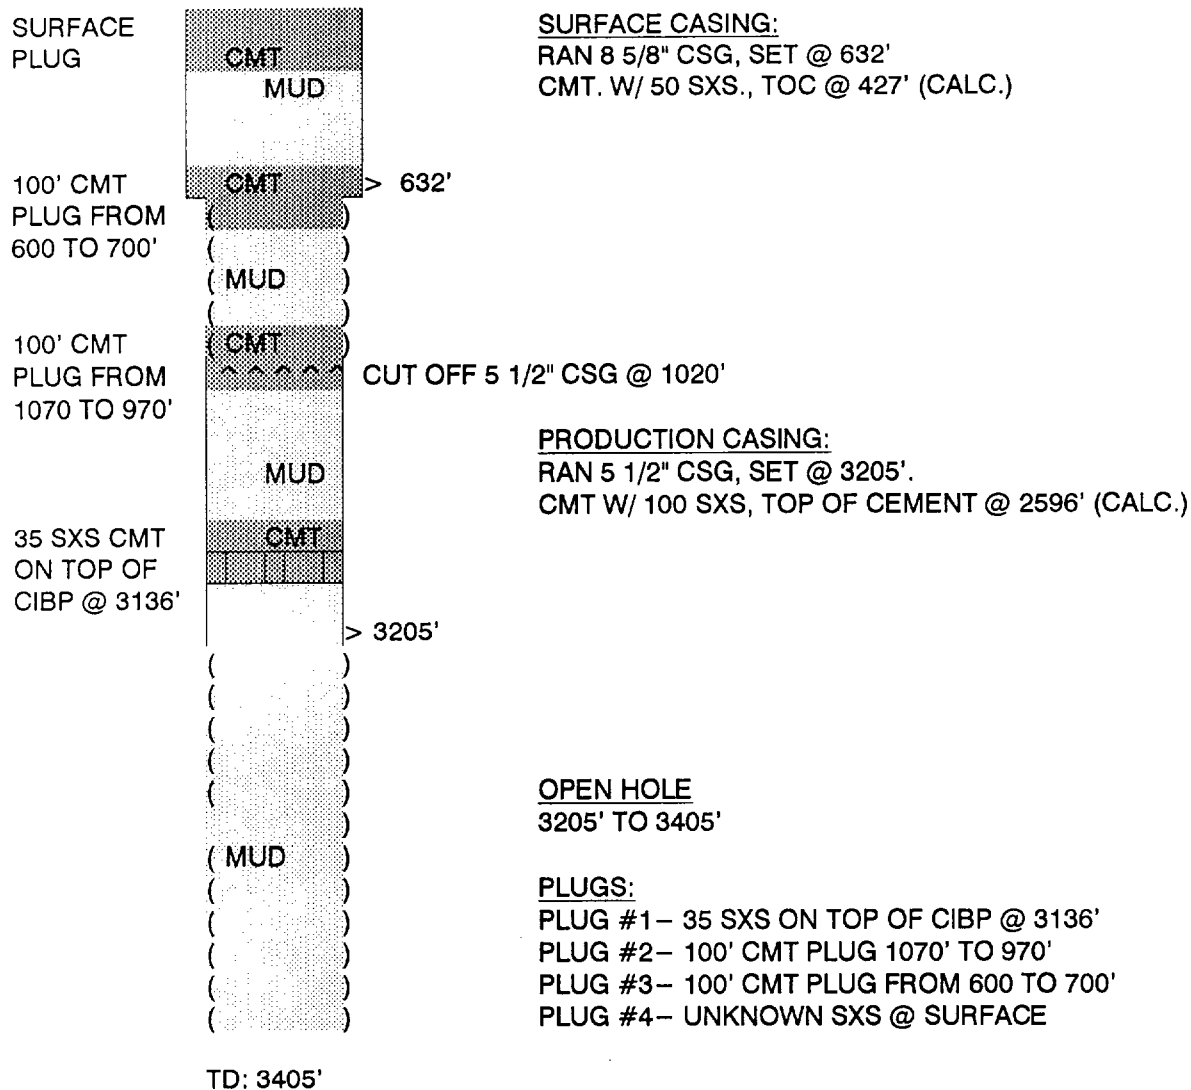 SURFACE
PLUG
CMT
MUD
SURFACE CASING:
RAN 8 5/8" CSG, SET @ 632'
CMT. W/ 50 SXS., TOC @ 427' (CALC.)
100' CMT
PLUG FROM
600 TO 700'
CMT
> 632'
( )
( )
( MUD )
( )
100' CMT
PLUG FROM
1070 TO 970'
( CMT )
^ ^ ^ ^ ^ CUT OFF 5 1/2" CSG @ 1020'
MUD
PRODUCTION CASING:
RAN 5 1/2" CSG, SET @ 3205'.
CMT W/ 100 SXS, TOP OF CEMENT @ 2596' (CALC.)
35 SXS CMT
ON TOP OF
CIBP @ 3136'
CMT
> 3205'
( )
( )
( )
( )
( )
( )
( MUD )
( )
( )
( )
( )
( )
OPEN HOLE
3205' TO 3405'
PLUGS:
PLUG #1– 35 SXS ON TOP OF CIBP @ 3136'
PLUG #2– 100' CMT PLUG 1070' TO 970'
PLUG #3– 100' CMT PLUG FROM 600 TO 700'
PLUG #4– UNKNOWN SXS @ SURFACE
TD: 3405'